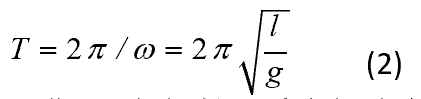 T = 2π / ω = 2π√(l/g) (2)